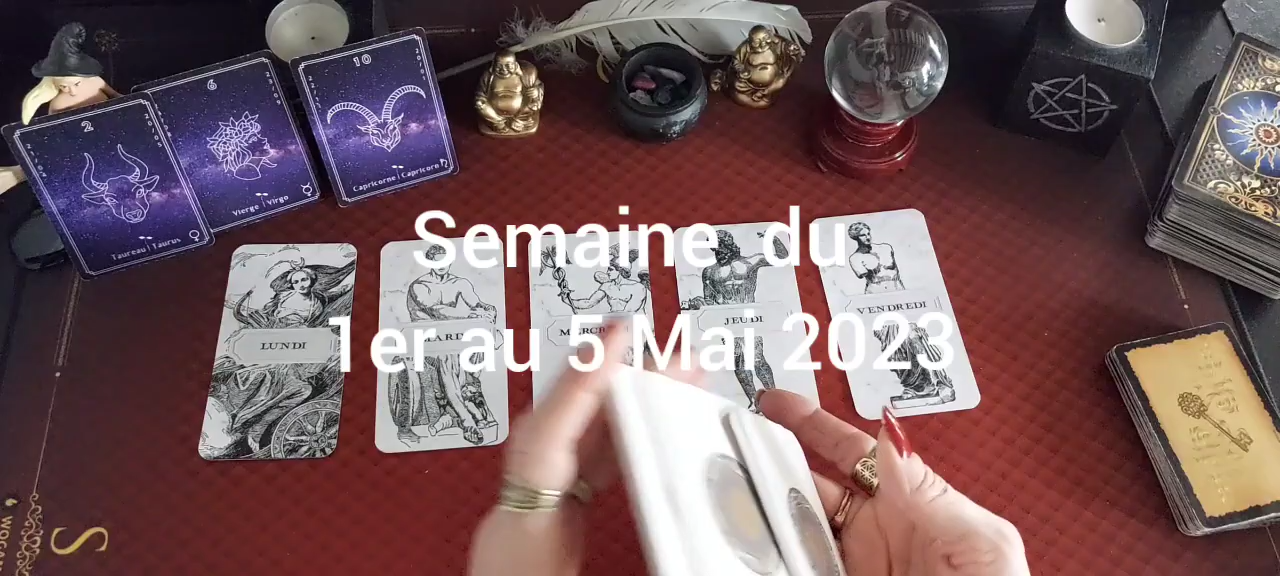 2
6
10
Taureau | Taurus
Vierge | Virgo
Capricorne | Capricorn
Semaine du
1er au 5 Mai 2023
LUNDI
MARDI
JEUDI
VENDREDI
S